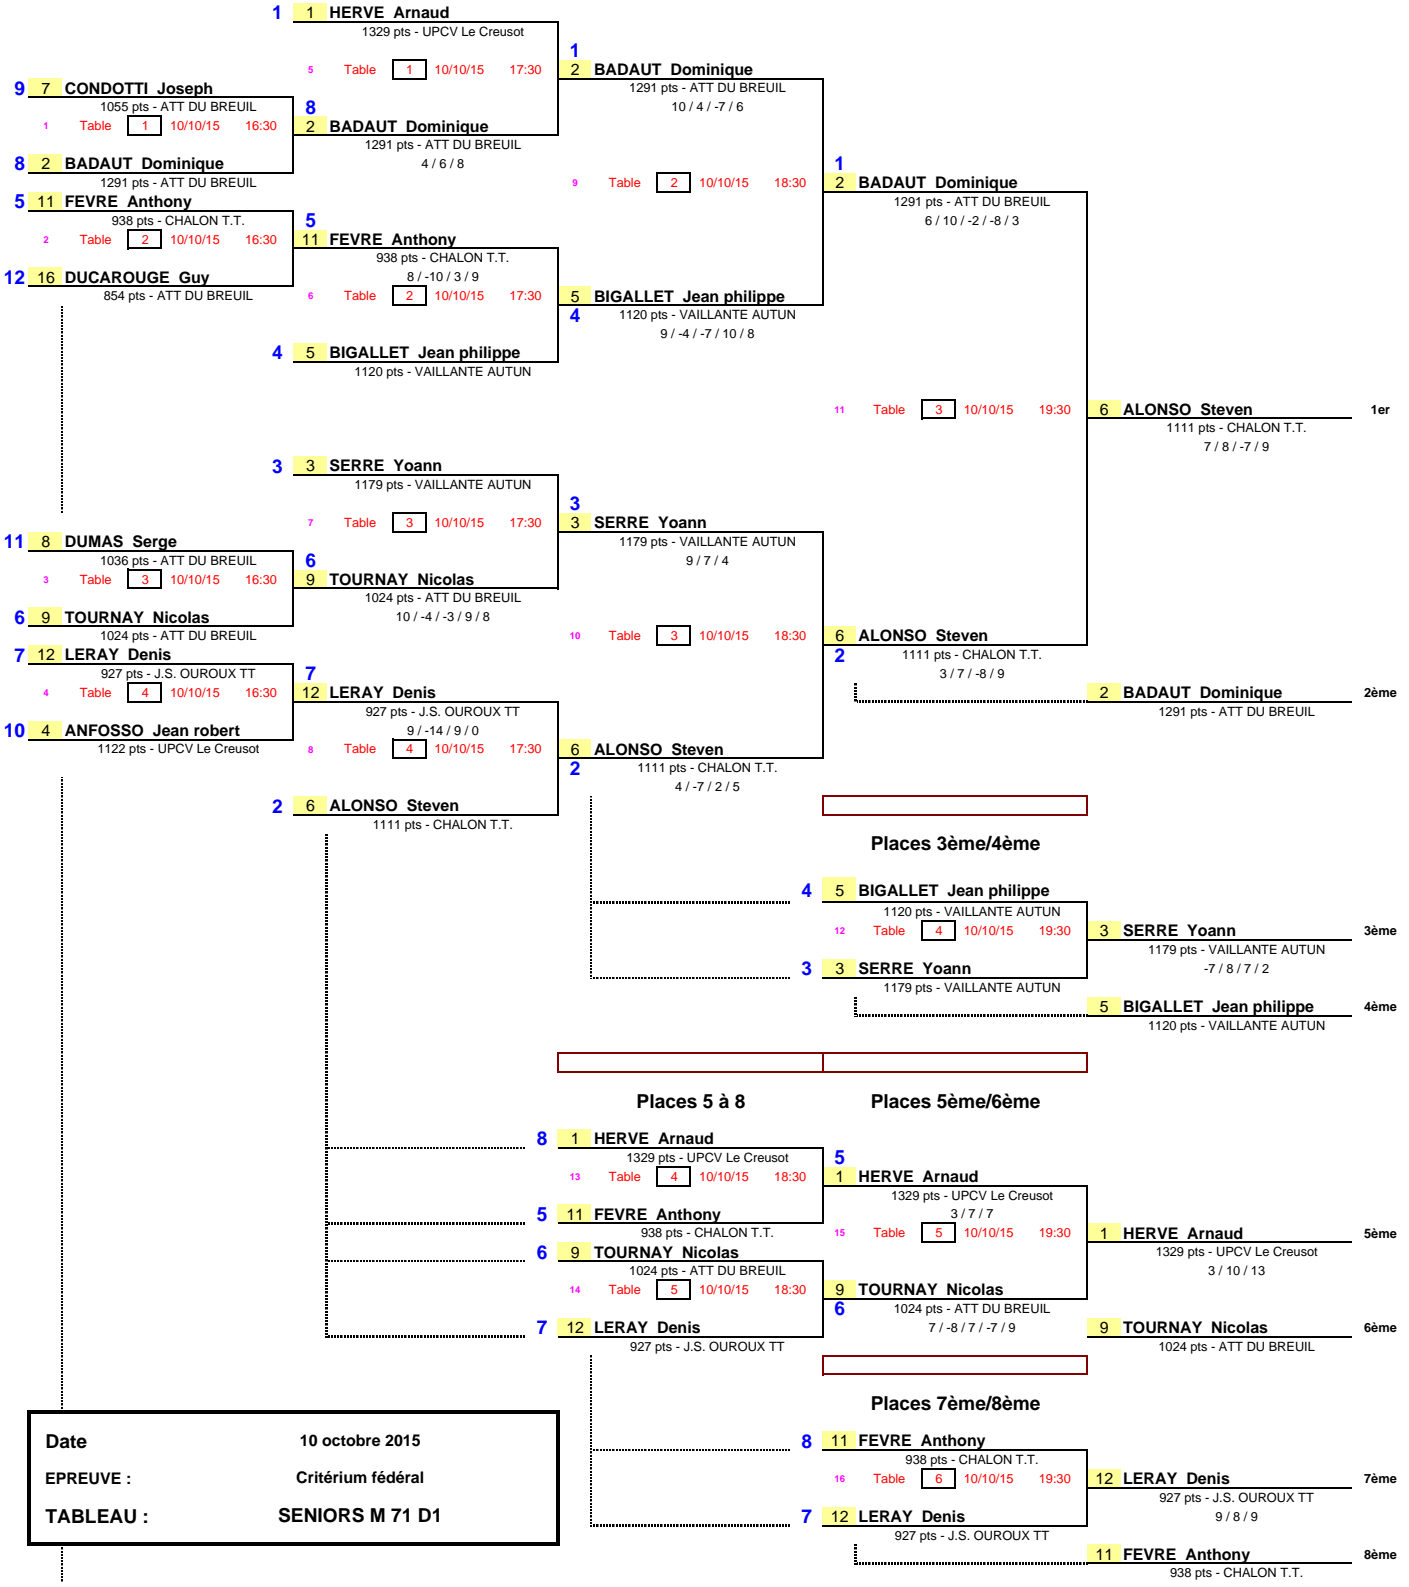 1 1 HERVE Arnaud
1329 pts - UPCV Le Creusot
1
5 Table 1 10/10/15 17:30 2 BADAUT Dominique
9 7 CONDOTTI Joseph 1291 pts - ATT DU BREUIL
1055 pts - ATT DU BREUIL 8 10 / 4 / -7 / 6
1 Table 1 10/10/15 16:30 2 BADAUT Dominique
1291 pts - ATT DU BREUIL
8 2 BADAUT Dominique 4 / 6 / 8 1
1291 pts - ATT DU BREUIL 9 Table 2 10/10/15 18:30 2 BADAUT Dominique
5 11 FEVRE Anthony 1291 pts - ATT DU BREUIL
938 pts - CHALON T.T. 5 6 / 10 / -2 / -8 / 3
2 Table 2 10/10/15 16:30 11 FEVRE Anthony
938 pts - CHALON T.T.
12 16 DUCAROUGE Guy 8 / -10 / 3 / 9
854 pts - ATT DU BREUIL 6 Table 2 10/10/15 17:30 5 BIGALLET Jean philippe
4 1120 pts - VAILLANTE AUTUN
9 / -4 / -7 / 10 / 8
4 5 BIGALLET Jean philippe
1120 pts - VAILLANTE AUTUN
11 Table 3 10/10/15 19:30 6 ALONSO Steven 1er
1111 pts - CHALON T.T.
7 / 8 / -7 / 9
3 3 SERRE Yoann
1179 pts - VAILLANTE AUTUN
3
7 Table 3 10/10/15 17:30 3 SERRE Yoann
11 8 DUMAS Serge 1179 pts - VAILLANTE AUTUN
1036 pts - ATT DU BREUIL 6 9 / 7 / 4
3 Table 3 10/10/15 16:30 9 TOURNAY Nicolas
1024 pts - ATT DU BREUIL
6 9 TOURNAY Nicolas 10 / -4 / -3 / 9 / 8
1024 pts - ATT DU BREUIL 10 Table 3 10/10/15 18:30 6 ALONSO Steven
7 12 LERAY Denis 2 1111 pts - CHALON T.T.
927 pts - J.S. OUROUX TT 7 3 / 7 / -8 / 9
4 Table 4 10/10/15 16:30 12 LERAY Denis 2 BADAUT Dominique 2ème
927 pts - J.S. OUROUX TT 1291 pts - ATT DU BREUIL
10 4 ANFOSSO Jean robert 9 / -14 / 9 / 0
1122 pts - UPCV Le Creusot 8 Table 4 10/10/15 17:30 6 ALONSO Steven
2 1111 pts - CHALON T.T.
4 / -7 / 2 / 5
2 6 ALONSO Steven
1111 pts - CHALON T.T.
Places 3ème/4ème
4 5 BIGALLET Jean philippe
1120 pts - VAILLANTE AUTUN
12 Table 4 10/10/15 19:30 3 SERRE Yoann 3ème
1179 pts - VAILLANTE AUTUN
3 3 SERRE Yoann -7 / 8 / 7 / 2
1179 pts - VAILLANTE AUTUN
5 BIGALLET Jean philippe 4ème
1120 pts - VAILLANTE AUTUN
Places 5 à 8 Places 5ème/6ème
8 1 HERVE Arnaud
1329 pts - UPCV Le Creusot 5
13 Table 4 10/10/15 18:30 1 HERVE Arnaud
1329 pts - UPCV Le Creusot
5 11 FEVRE Anthony 3 / 7 / 7
938 pts - CHALON T.T. 15 Table 5 10/10/15 19:30 1 HERVE Arnaud 5ème
6 9 TOURNAY Nicolas 1329 pts - UPCV Le Creusot
1024 pts - ATT DU BREUIL 3 / 10 / 13
14 Table 5 10/10/15 18:30 9 TOURNAY Nicolas
6 1024 pts - ATT DU BREUIL
7 12 LERAY Denis 7 / -8 / 7 / -7 / 9 9 TOURNAY Nicolas 6ème
927 pts - J.S. OUROUX TT 1024 pts - ATT DU BREUIL
Places 7ème/8ème
8 11 FEVRE Anthony
938 pts - CHALON T.T.
16 Table 6 10/10/15 19:30 12 LERAY Denis 7ème
927 pts - J.S. OUROUX TT
7 12 LERAY Denis 9 / 8 / 9
927 pts - J.S. OUROUX TT
11 FEVRE Anthony 8ème
938 pts - CHALON T.T.
Date 10 octobre 2015
EPREUVE : Critérium fédéral
TABLEAU : SENIORS M 71 D1